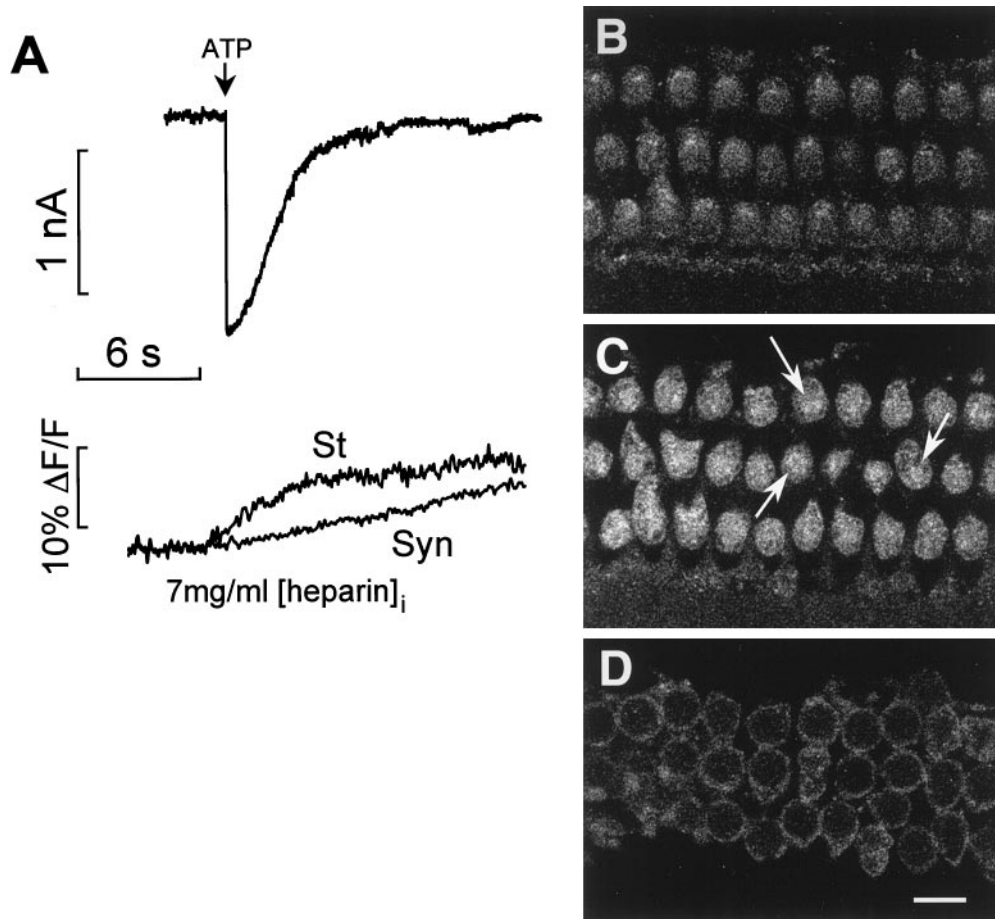 A
ATP
1 nA
6 s
10% ΔF/F
St
Syn
7mg/ml [heparin]i
B
C
D